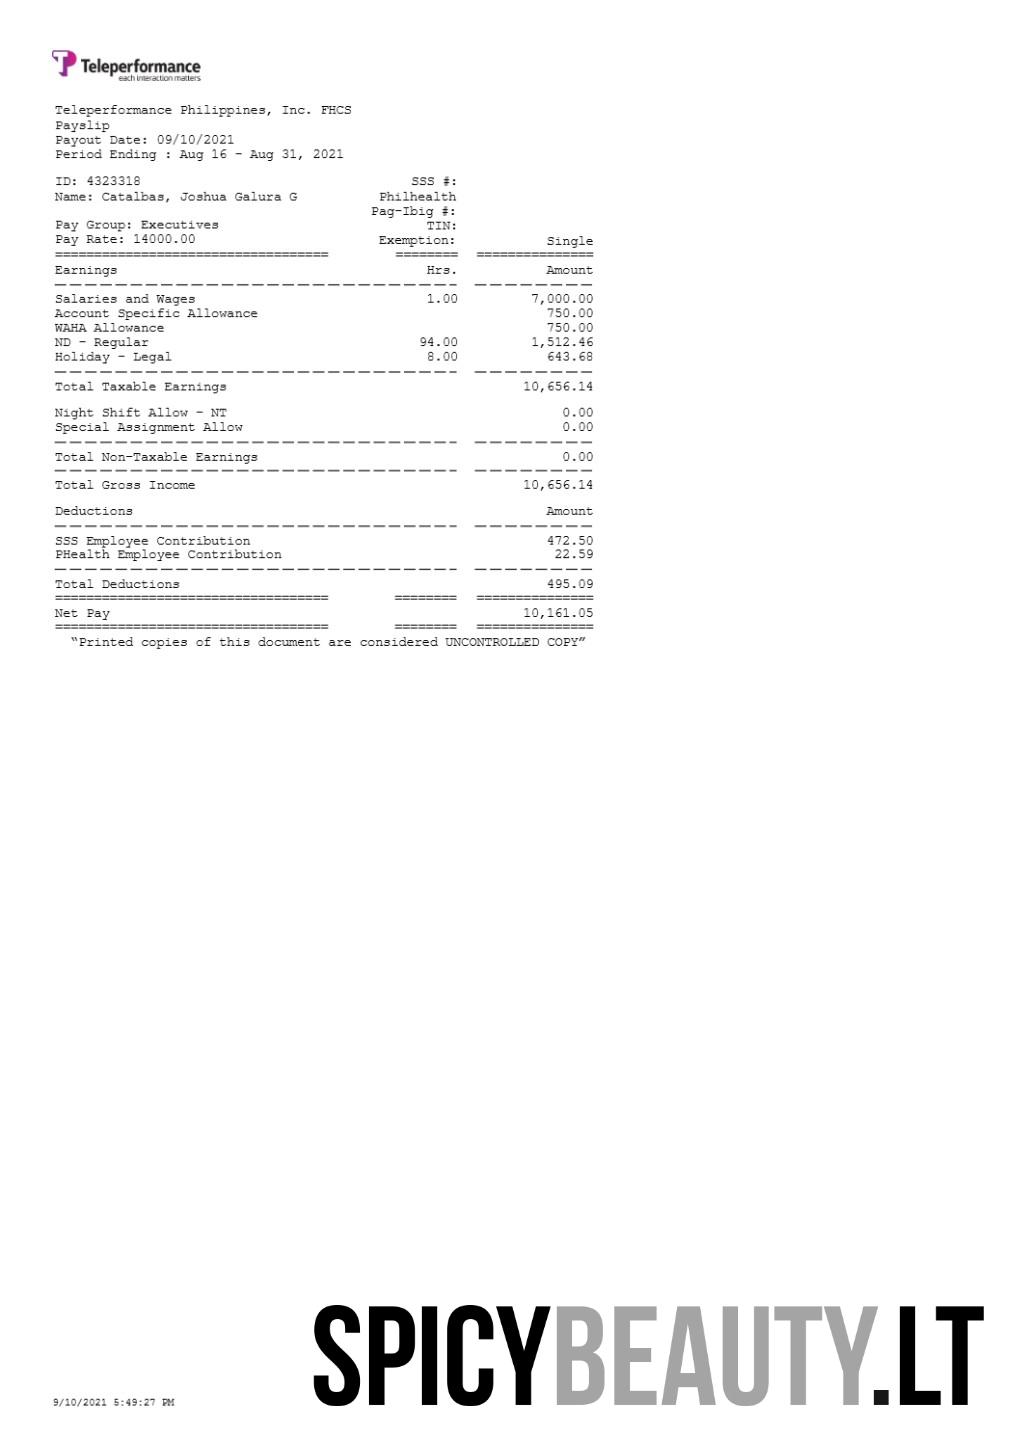 Teleperformance
each interaction matters
Teleperformance Philippines, Inc. FHCS
Payslip
Payout Date: 09/10/2021
Period Ending : Aug 16 - Aug 31, 2021
ID: 4323318 SSS #:
Name: Catalbas, Joshua Galura G Philhealth
Pag-Ibig #:
Pay Group: Executives TIN:
Pay Rate: 14000.00 Exemption: Single
Earnings Hrs. Amount
Salaries and Wages 1.00 7,000.00
Account Specific Allowance 750.00
WAHA Allowance 750.00
ND - Regular 94.00 1,512.46
Holiday - Legal 8.00 643.68
Total Taxable Earnings 10,656.14
Night Shift Allow - NT 0.00
Special Assignment Allow 0.00
Total Non-Taxable Earnings 0.00
Total Gross Income 10,656.14
Deductions Amount
SSS Employee Contribution 472.50
PHealth Employee Contribution 22.59
Total Deductions 495.09
Net Pay 10,161.05
“Printed copies of this document are considered UNCONTROLLED COPY”
SPICYBEAUTY.LT
9/10/2021 5:49:27 PM